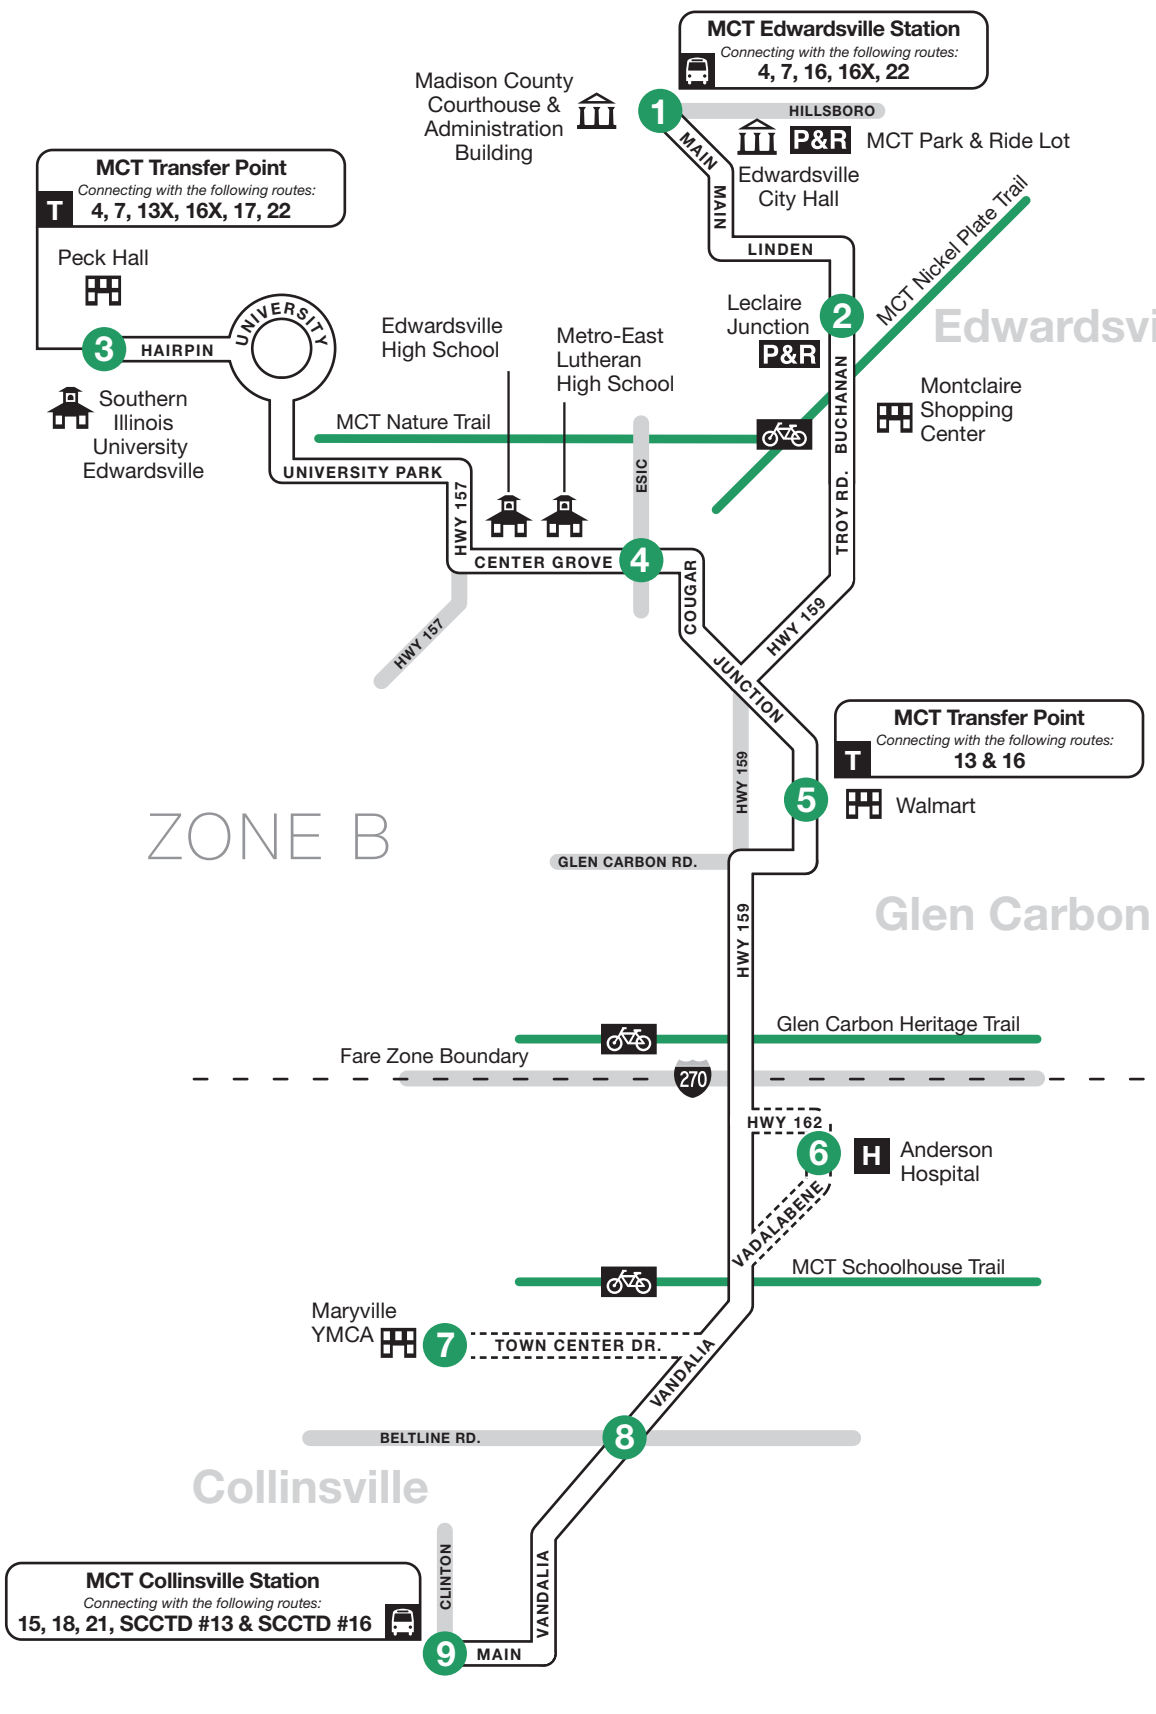 MCT Edwardsville Station
Connecting with the following routes:
4, 7, 16, 16X, 22
Madison County
Courthouse &
Administration
Building
1
HILLSBORO
MAIN
P&R
MCT Park & Ride Lot
Edwardsville
City Hall
MAIN
LINDEN
MCT Nickel Plate Trail
MCT Transfer Point
Connecting with the following routes:
T
4, 7, 13X, 16X, 17, 22
Peck Hall
3
HAIRPIN
UNIVERSITY
Southern
Illinois
University
Edwardsville
Edwardsville
High School
Metro-East
Lutheran
High School
Leclaire
Junction
P&R
2
Edwardsvi
BUCHANAN
Montclaire
Shopping
Center
MCT Nature Trail
UNIVERSITY PARK
HWY 157
ESIC
TROY RD.
CENTER GROVE
4
COUGAR
HWY 159
HWY 157
JUNCTION
MCT Transfer Point
Connecting with the following routes:
T
13 & 16
HWY 159
5
Walmart
ZONE B
GLEN CARBON RD.
Glen Carbon
HWY 159
Glen Carbon Heritage Trail
Fare Zone Boundary
270
HWY 162
6
H
Anderson
Hospital
VADALABENE
MCT Schoolhouse Trail
Maryville
YMCA
7
TOWN CENTER DR.
VANDALIA
BELTLINE RD.
8
Collinsville
CLINTON
VANDALIA
MCT Collinsville Station
Connecting with the following routes:
15, 18, 21, SCCTD #13 & SCCTD #16
9
MAIN